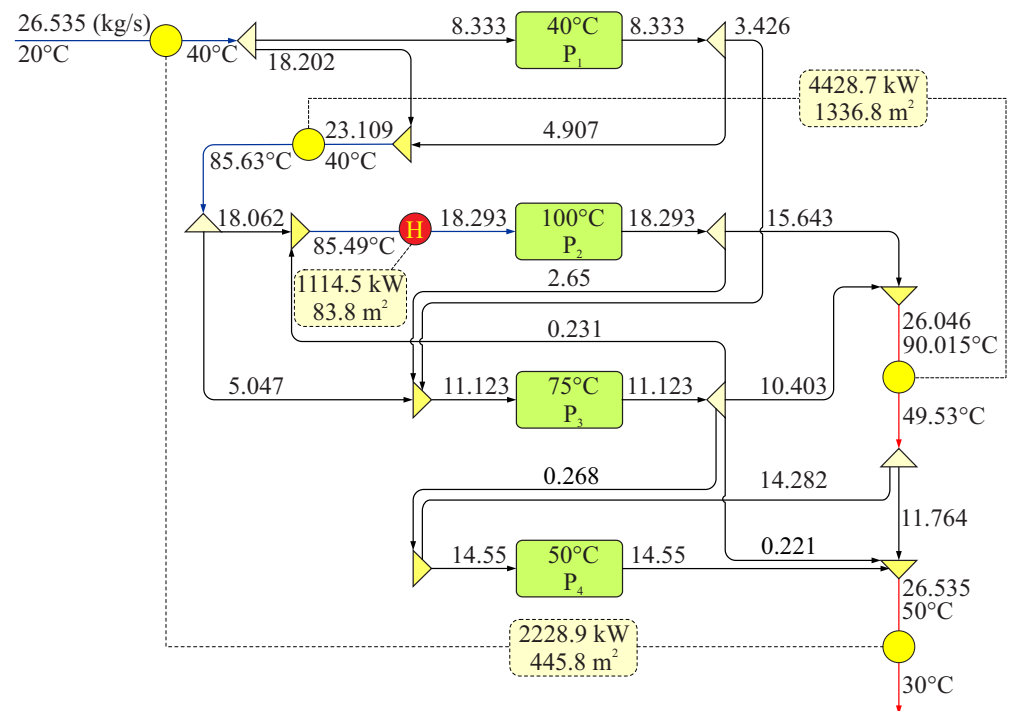 26.535 (kg/s)
20°C
40°C
18.202
8.333
40°C
P1
8.333
3.426
4428.7 kW
1336.8 m²
23.109
40°C
4.907
85.63°C
18.062
85.49°C
H
18.293
100°C
P2
18.293
15.643
1114.5 kW
83.8 m²
2.65
0.231
26.046
90.015°C
5.047
11.123
75°C
P3
11.123
10.403
49.53°C
0.268
14.282
11.764
14.55
50°C
P4
14.55
0.221
26.535
50°C
2228.9 kW
445.8 m²
30°C